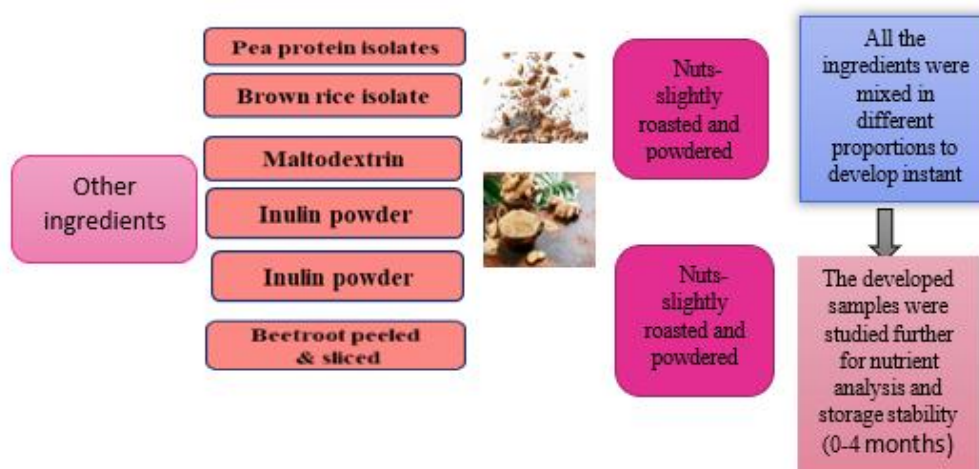 Other
ingredients
Pea protein isolates
Brown rice isolate
Maltodextrin
Inulin powder
Inulin powder
Beetroot peeled
& sliced
Nuts-
slightly
roasted and
powdered
Nuts-
slightly
roasted and
powdered
All the
ingredients were
mixed in
different
proportions to
develop instant
The developed
samples were
studied further
for nutrient
analysis and
storage stability
(0-4 months)